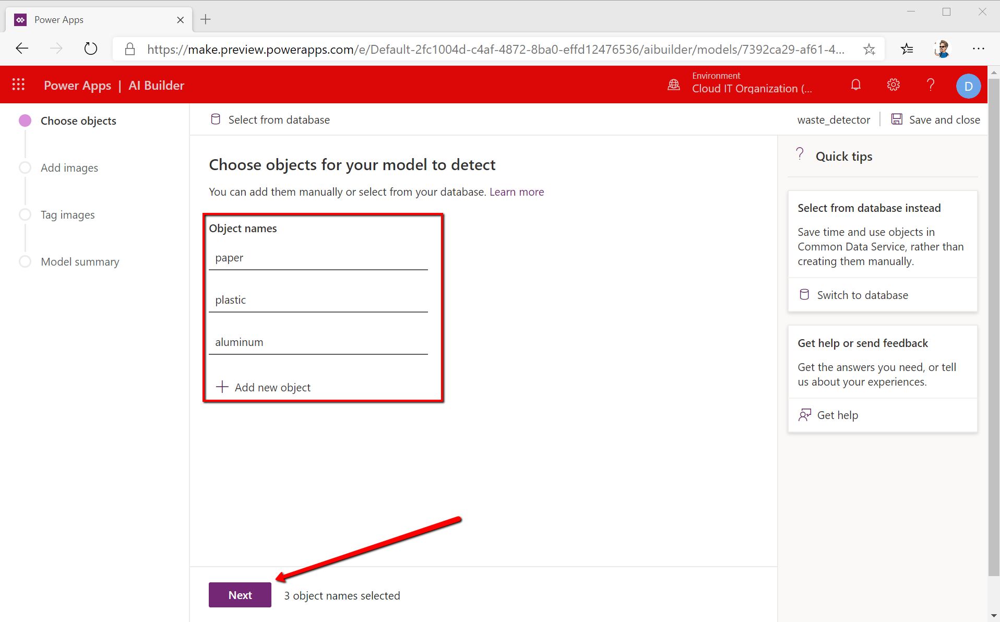 Power Apps
https://make.preview.powerapps.com/e/Default-2fc1004d-c4af-4872-8ba0-effd12476536/aibuilder/models/7392ca29-af61-4...
Power Apps | AI Builder
Environment
Cloud IT Organization (...
D
Choose objects
Add images
Tag images
Model summary
Select from database
waste_detector
Save and close
Choose objects for your model to detect
You can add them manually or select from your database. Learn more
Object names
paper
plastic
aluminum
Add new object
Next
3 object names selected
Quick tips
Select from database instead
Save time and use objects in
Common Data Service, rather than
creating them manually.
Switch to database
Get help or send feedback
Get the answers you need, or tell
us about your experiences.
Get help